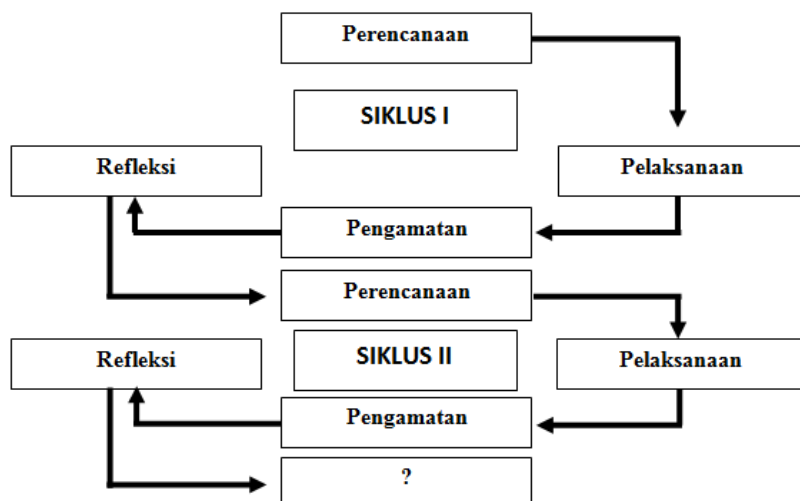 Perencanaan
SIKLUS I
Refleksi
Pelaksanaan
Pengamatan
Perencanaan
SIKLUS II
Refleksi
Pelaksanaan
Pengamatan
?